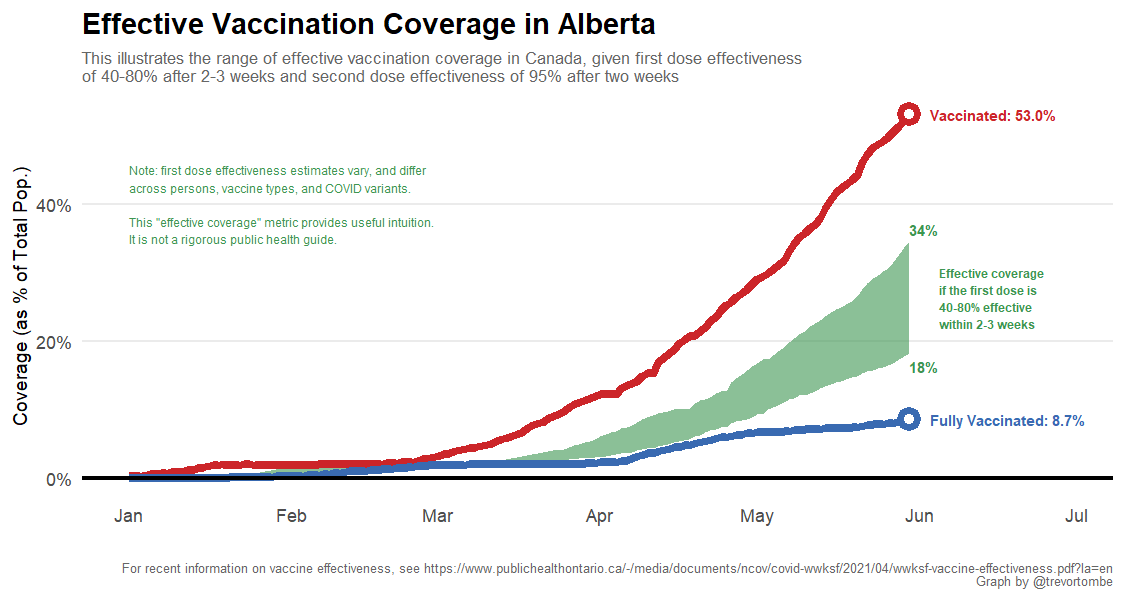 Effective Vaccination Coverage in Alberta
This illustrates the range of effective vaccination coverage in Canada, given first dose effectiveness
of 40-80% after 2-3 weeks and second dose effectiveness of 95% after two weeks
Vaccinated: 53.0%
Note: first dose effectiveness estimates vary, and differ
across persons, vaccine types, and COVID variants.
This "effective coverage" metric provides useful intuition.
It is not a rigorous public health guide.
34%
Effective coverage
if the first dose is
40-80% effective
within 2-3 weeks
18%
Fully Vaccinated: 8.7%
Coverage (as % of Total Pop.)
40%
20%
0%
Jan Feb Mar Apr May Jun Jul
For recent information on vaccine effectiveness, see https://www.publichealthontario.ca/-/media/documents/ncov/covid-wwksf/2021/04/wwksf-vaccine-effectiveness.pdf?la=en
Graph by @trevortombe